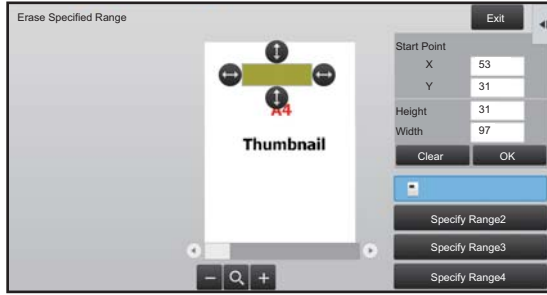 Erase Specified Range
Exit
Start Point
X 53
Y 31
Height 31
Width 97
Clear OK
A4
Thumbnail
Specify Range2
Specify Range3
Specify Range4